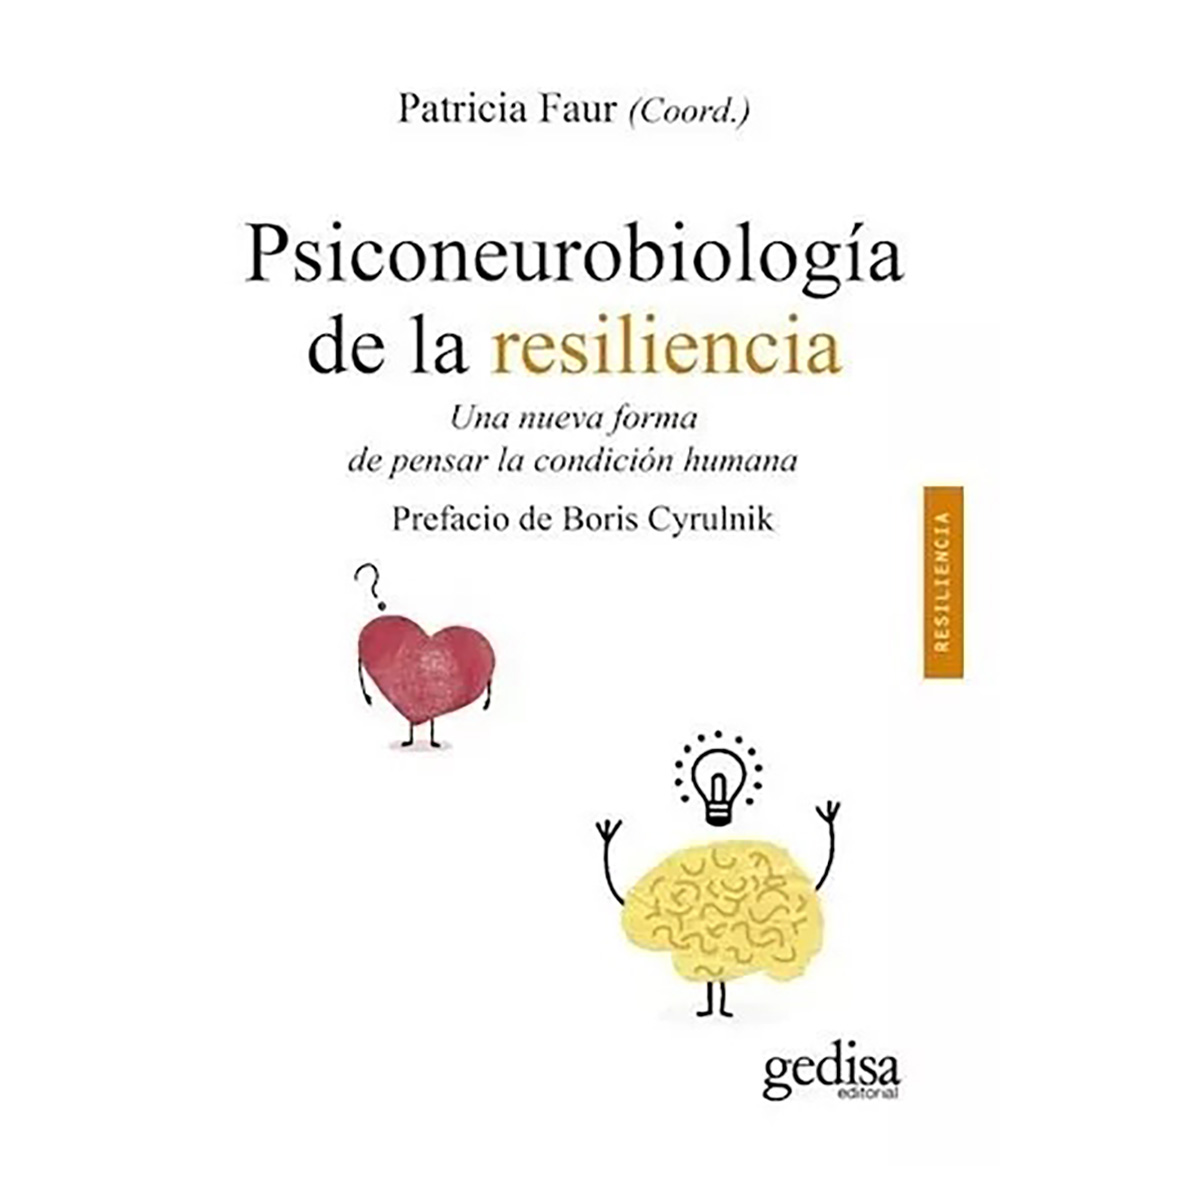 Patricia Faur (Coord.)
Psiconeurobiología
de la resiliencia
Una nueva forma
de pensar la condición humana
Prefacio de Boris Cyrulnik
RESILIENCIA
?
gedisa
editorial